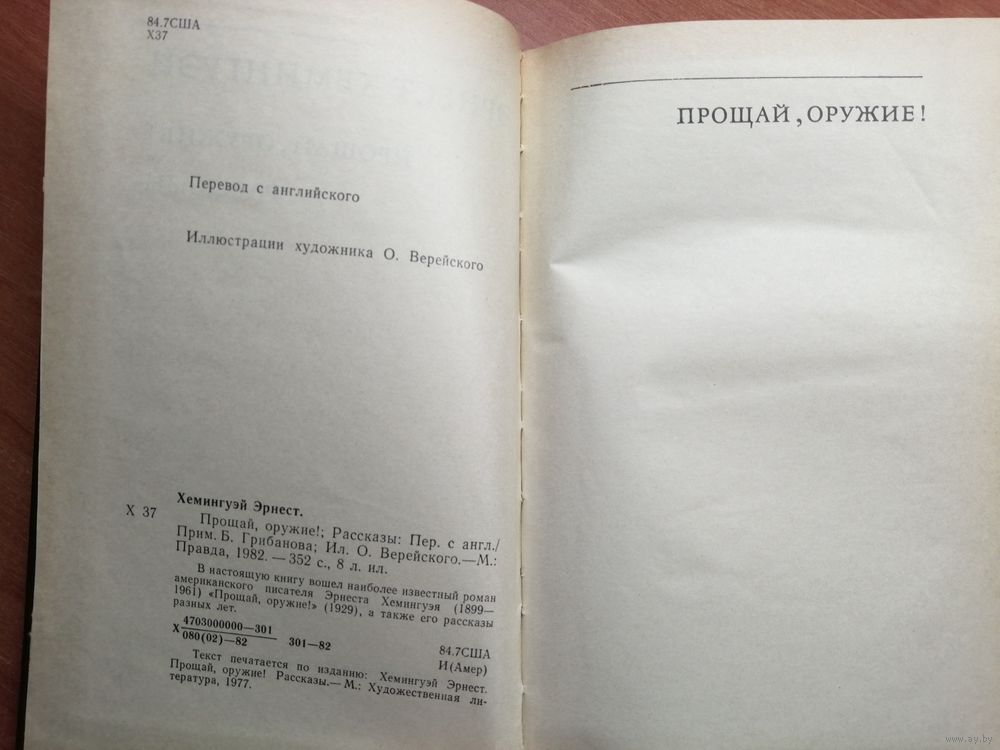 84.7США
Х37
Перевод с английского
Иллюстрации художника О. Верейского
Хемингуэй Эрнест.
Х 37
Прощай, оружие!; Рассказы: Пер. с англ./
Прим. Б. Грибанова; Ил. О. Верейского.—М.:
Правда, 1982. — 352 с., 8 л. ил.
В настоящую книгу вошел наиболее известный роман
американского писателя Эрнеста Хемингуэя (1899—
1961) «Прощай, оружие!» (1929), а также его рассказы
разных лет.
4703000000—301
Х
080(02)—82
301—82
84.7США
И(Амер)
Текст печатается по изданию: Хемингуэй Эрнест.
Прощай, оружие! Рассказы.— М.: Художественная ли-
тература, 1977.
ПРОЩАЙ, ОРУЖИЕ!
www.ay.by